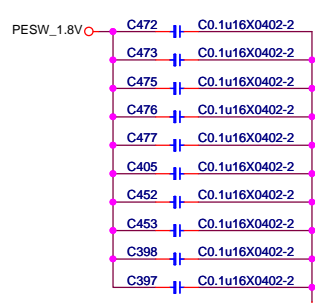 PESW_1.8V C472 C0.1u16X0402-2
C473 C0.1u16X0402-2
C475 C0.1u16X0402-2
C476 C0.1u16X0402-2
C477 C0.1u16X0402-2
C405 C0.1u16X0402-2
C452 C0.1u16X0402-2
C453 C0.1u16X0402-2
C398 C0.1u16X0402-2
C397 C0.1u16X0402-2